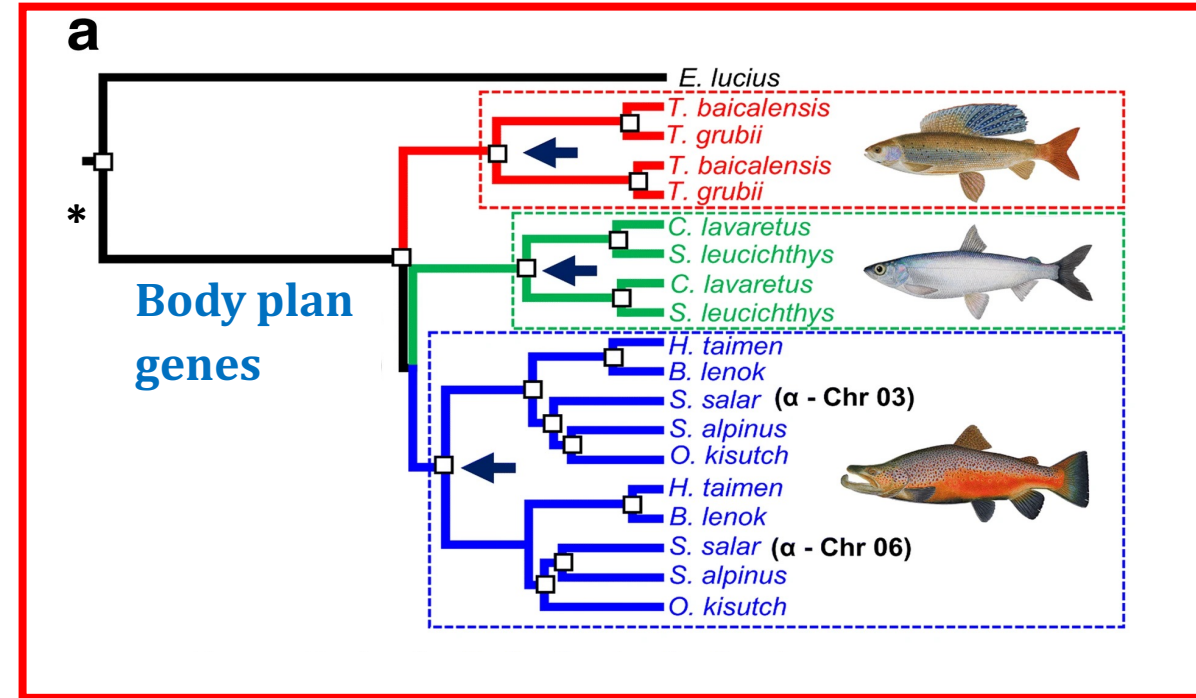 a
E. lucius
T. baicalensis
T. grubii
T. baicalensis
T. grubii
*
C. lavaretus
S. leucichthys
C. lavaretus
S. leucichthys
Body plan
genes
H. taimen
B. lenok
S. salar (α - Chr 03)
S. alpinus
O. kisutch
H. taimen
B. lenok
S. salar (α - Chr 06)
S. alpinus
O. kisutch